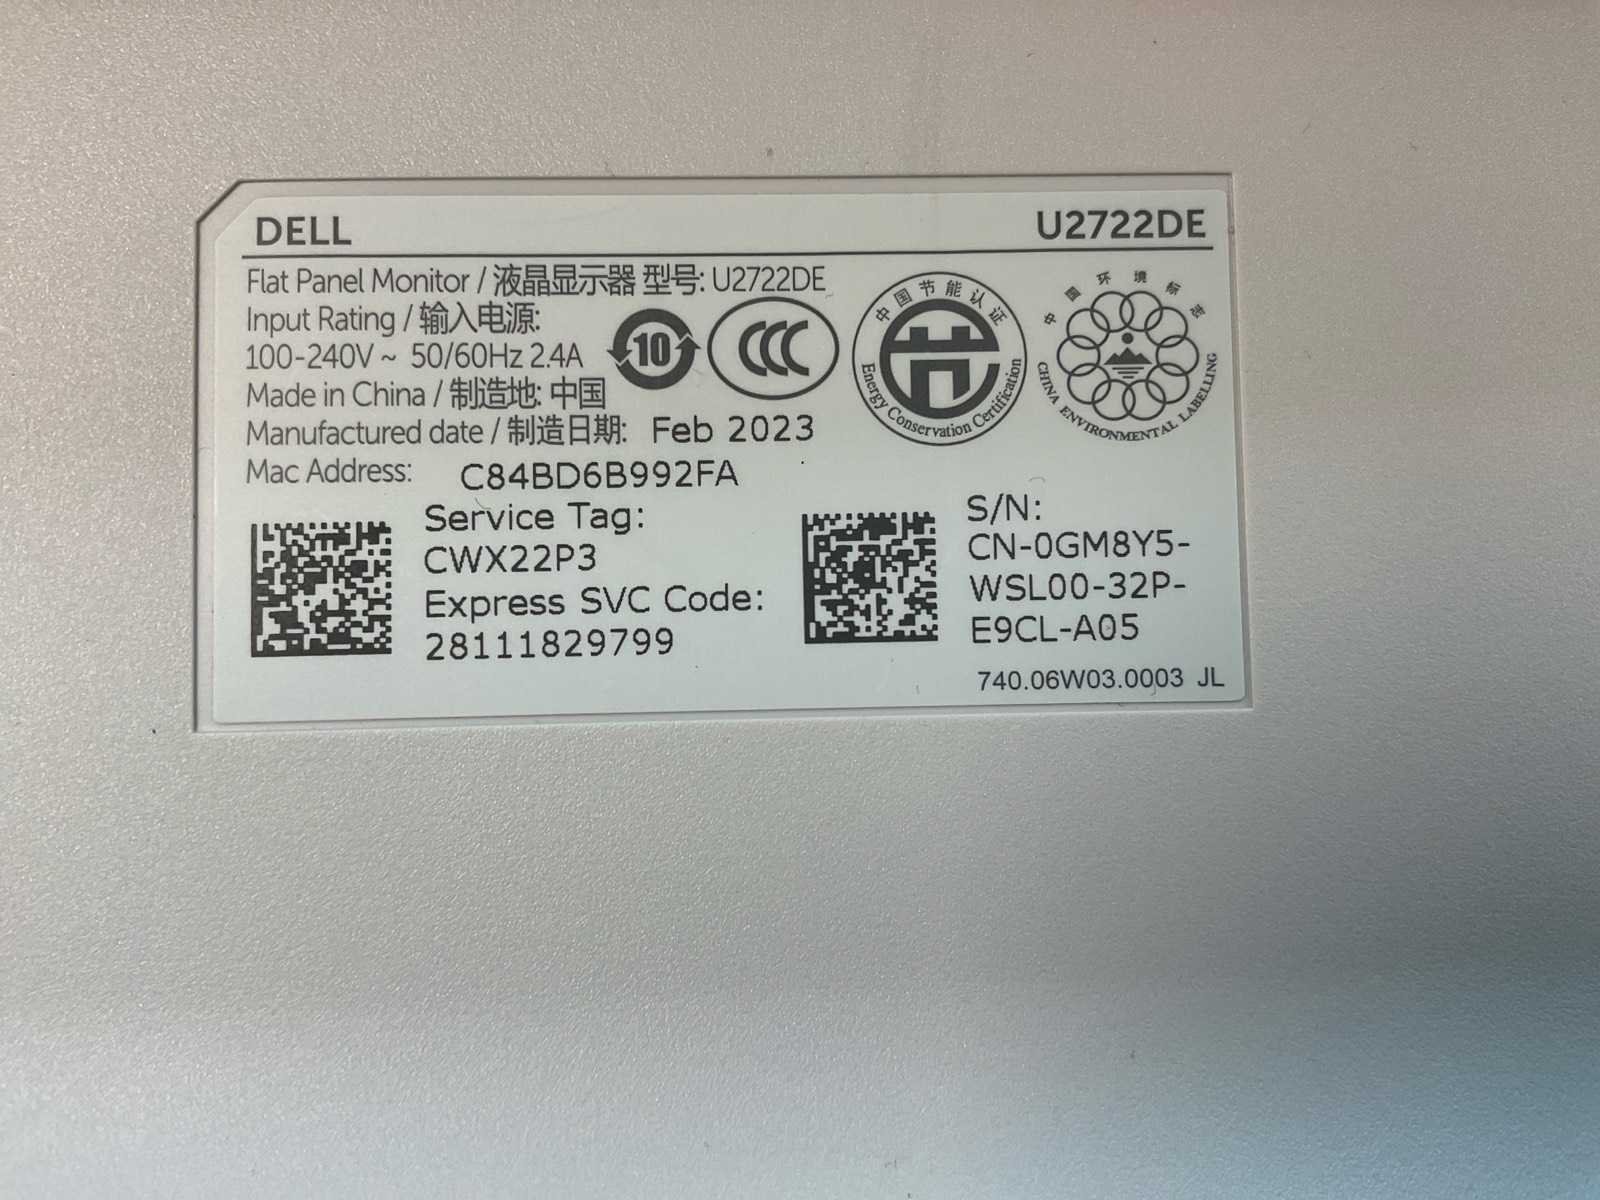 DELL
U2722DE
Flat Panel Monitor / 液晶显示器 型号: U2722DE
Input Rating / 输入电源:
100-240V ~ 50/60Hz 2.4A
Made in China / 制造地: 中国
Manufactured date / 制造日期: Feb 2023
Mac Address: C84BD6B992FA
10
CCC
中国节能认证
Energy Conservation Certification
中国环境标志
CHINA ENVIRONMENTAL LABELLING
Service Tag:
CWX22P3
Express SVC Code:
28111829799
S/N:
CN-0GM8Y5-
WSL00-32P-
E9CL-A05
740.06W03.0003 JL